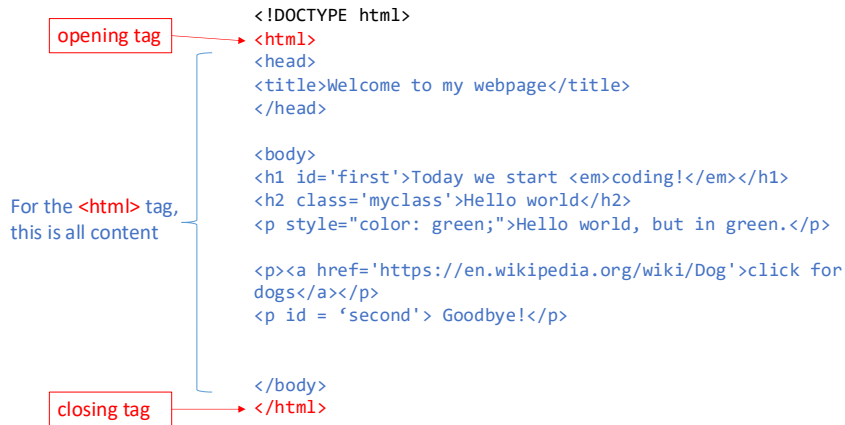 <!DOCTYPE html>
opening tag
<html>
<head>
<title>Welcome to my webpage</title>
</head>
<body>
<h1 id='first'>Today we start <em>coding!</em></h1>
<h2 class='myclass'>Hello world</h2>
For the <html> tag,
this is all content
<p style="color: green;">Hello world, but in green.</p>
<p><a href='https://en.wikipedia.org/wiki/Dog'>click for
dogs</a></p>
<p id = ‘second'> Goodbye!</p>
</body>
closing tag
</html>